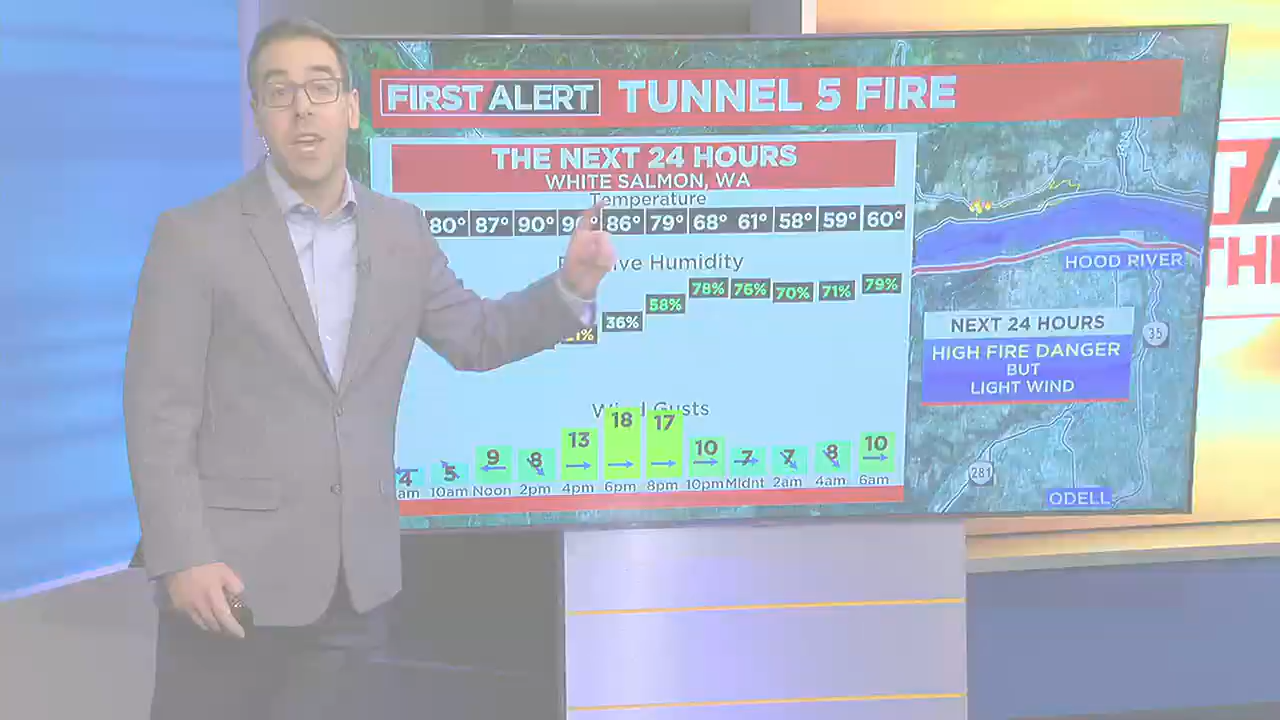 FIRST ALERT TUNNEL 5 FIRE
THE NEXT 24 HOURS
WHITE SALMON, WA
Temperature
80° 87° 90° 86° 79° 68° 61° 58° 59° 60°
Humidity
36% 58% 78% 76% 70% 71% 79%
Gusts
4 5 9 8 13 18 17 10 7 7 8 10
am 10am Noon 2pm 4pm 6pm 8pm 10pm Midnt 2am 4am 6am
HOOD RIVER
NEXT 24 HOURS
HIGH FIRE DANGER
BUT
LIGHT WIND
35
281
ODELL